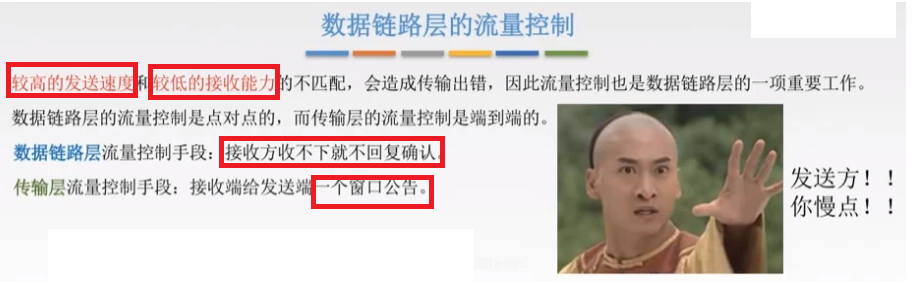 数据链路层的流量控制
较高的发送速度和较低的接收能力的不匹配，会造成传输出错，因此流量控制也是数据链路层的一项重要工作。
数据链路层的流量控制是点对点的，而传输层的流量控制是端到端的。
数据链路层流量控制手段：接收方收不下就不回复确认。
传输层流量控制手段：接收端给发送端一个窗口公告。
发送方！！
你慢点！！